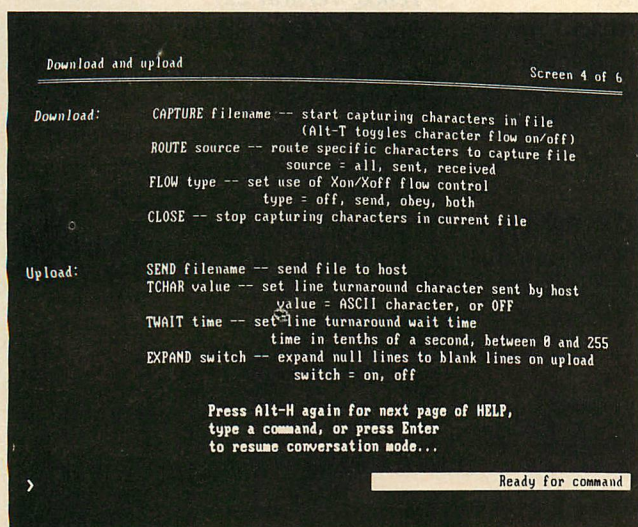 Download and upload
Screen 4 of 6
Download: CAPTURE filename -- start capturing characters in file
(Alt-T toggles character flow on/off)
ROUTE source -- route specific characters to capture file
source = all, sent, received
FLOW type -- set use of Xon/Xoff flow control
type = off, send, obey, both
CLOSE -- stop capturing characters in current file
Upload: SEND filename -- send file to host
TCHAR value -- set line turnaround character sent by host
value = ASCII character, or OFF
TWAIT time -- set line turnaround wait time
time in tenths of a second, between 0 and 255
EXPAND switch -- expand null lines to blank lines on upload
switch = on, off
Press Alt-H again for next page of HELP,
type a command, or press Enter
to resume conversation mode...
Ready for command
>